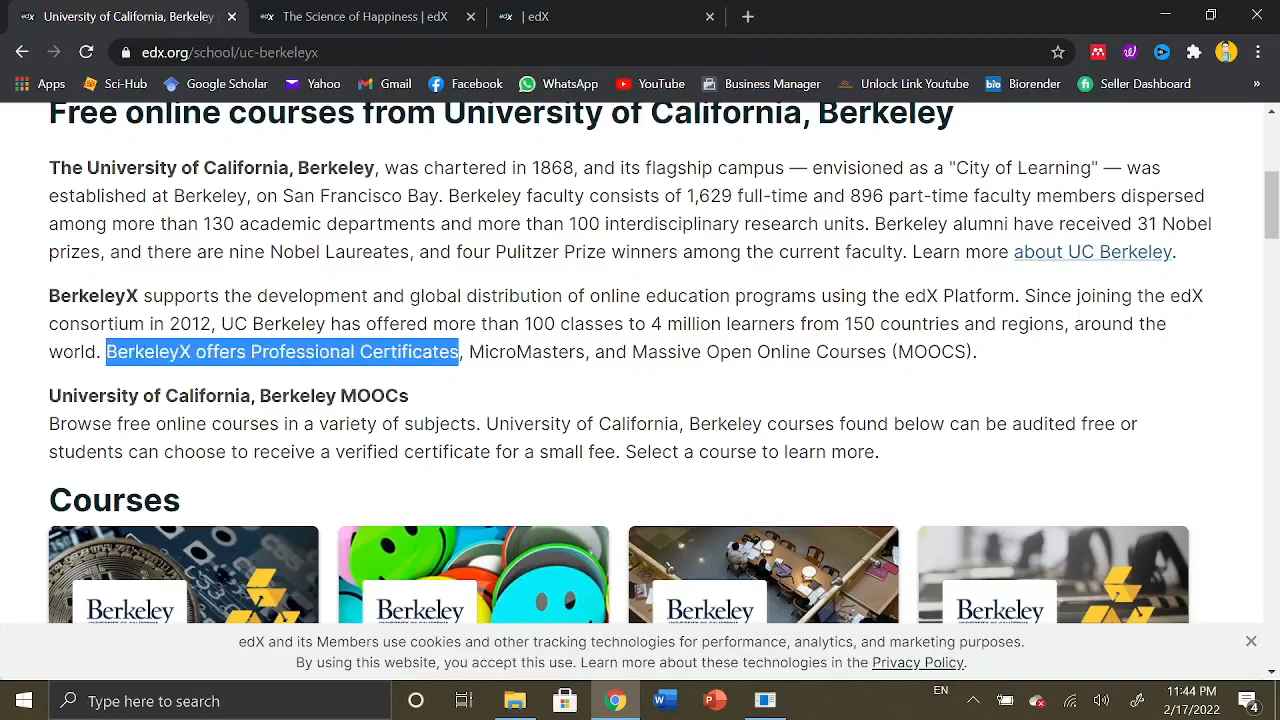 University of California, Berkeley
The Science of Happiness | edX
| edX
edx.org/school/uc-berkeleyx
Apps
Sci-Hub
Google Scholar
Yahoo
Gmail
Facebook
WhatsApp
YouTube
Business Manager
Unlock Link Youtube
Biorender
Seller Dashboard
»
Free online courses from University of California, Berkeley
The University of California, Berkeley, was chartered in 1868, and its flagship campus — envisioned as a "City of Learning" — was
established at Berkeley, on San Francisco Bay. Berkeley faculty consists of 1,629 full-time and 896 part-time faculty members dispersed
among more than 130 academic departments and more than 100 interdisciplinary research units. Berkeley alumni have received 31 Nobel
prizes, and there are nine Nobel Laureates, and four Pulitzer Prize winners among the current faculty. Learn more about UC Berkeley.
BerkeleyX supports the development and global distribution of online education programs using the edX Platform. Since joining the edX
consortium in 2012, UC Berkeley has offered more than 100 classes to 4 million learners from 150 countries and regions, around the
world. BerkeleyX offers Professional Certificates, MicroMasters, and Massive Open Online Courses (MOOCS).
University of California, Berkeley MOOCs
Browse free online courses in a variety of subjects. University of California, Berkeley courses found below can be audited free or
students can choose to receive a verified certificate for a small fee. Select a course to learn more.
Courses
Berkeley
Berkeley
Berkeley
Berkeley
edX and its Members use cookies and other tracking technologies for performance, analytics, and marketing purposes.
By using this website, you accept this use. Learn more about these technologies in the Privacy Policy.
Type here to search
EN
11:44 PM
2/17/2022
4